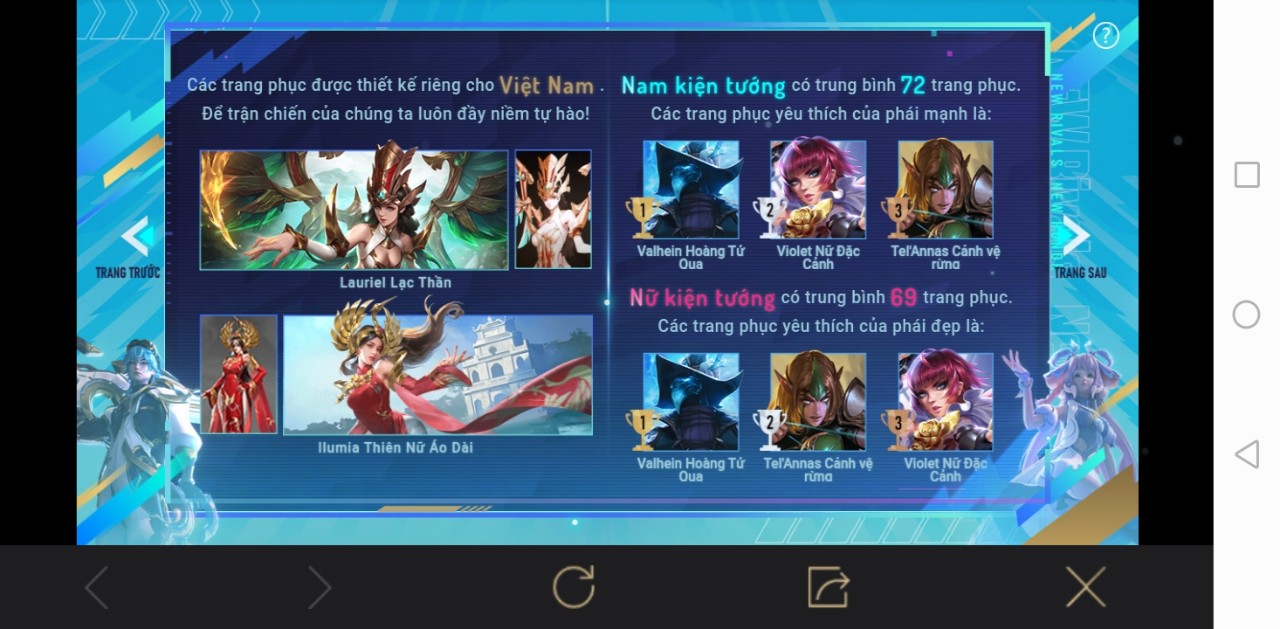 Các trang phục được thiết kế riêng cho Việt Nam .
Để trận chiến của chúng ta luôn đầy niềm tự hào!
Lauriel Lạc Thần
Ilumia Thiên Nữ Áo Dài
Nam kiện tướng có trung bình 72 trang phục.
Các trang phục yêu thích của phái mạnh là:
1
2
3
Valhein Hoàng Tử
Quạ
Violet Nữ Đặc
Cảnh
Tel'Annas Cảnh vệ
rừng
Nữ kiện tướng có trung bình 69 trang phục.
Các trang phục yêu thích của phái đẹp là:
1
2
3
Valhein Hoàng Tử
Quạ
Tel'Annas Cảnh vệ
rừng
Violet Nữ Đặc
Cảnh
TRANG TRƯỚC
TRANG SAU
?
NEW RIVALS